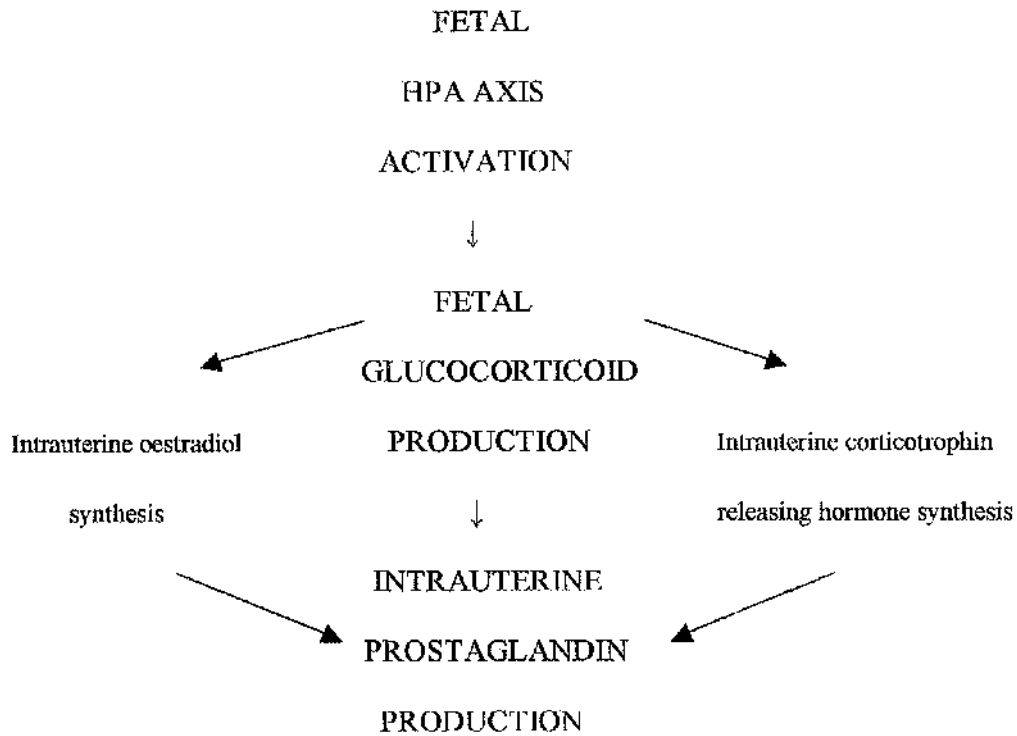 FETAL
HPA AXIS
ACTIVATION
↓
FETAL
GLUCOCORTICOID
Intrauterine oestradiol
PRODUCTION
Intrauterine corticotrophin
synthesis
↓
releasing hormone synthesis
INTRAUTERINE
PROSTAGLANDIN
PRODUCTION